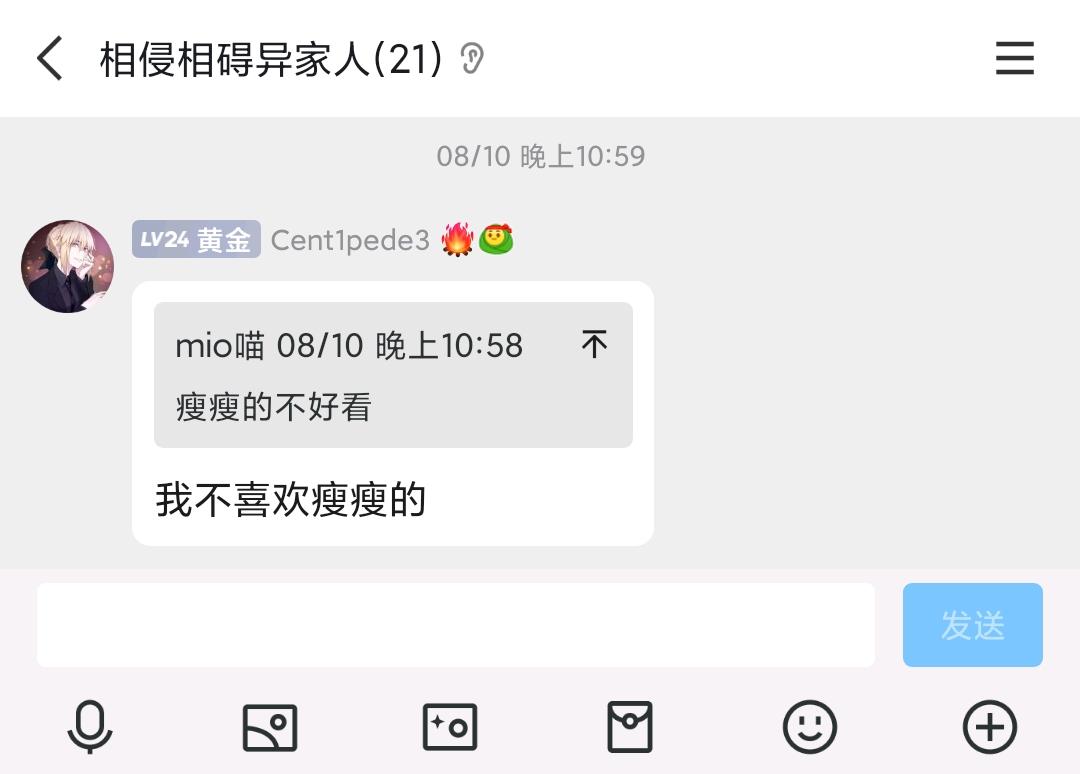 相侵相碍异家人(21)
08/10 晚上10:59
LV24 黄金 Cent1pede3
mio喵 08/10 晚上10:58
瘦瘦的不好看
我不喜欢瘦瘦的
发送